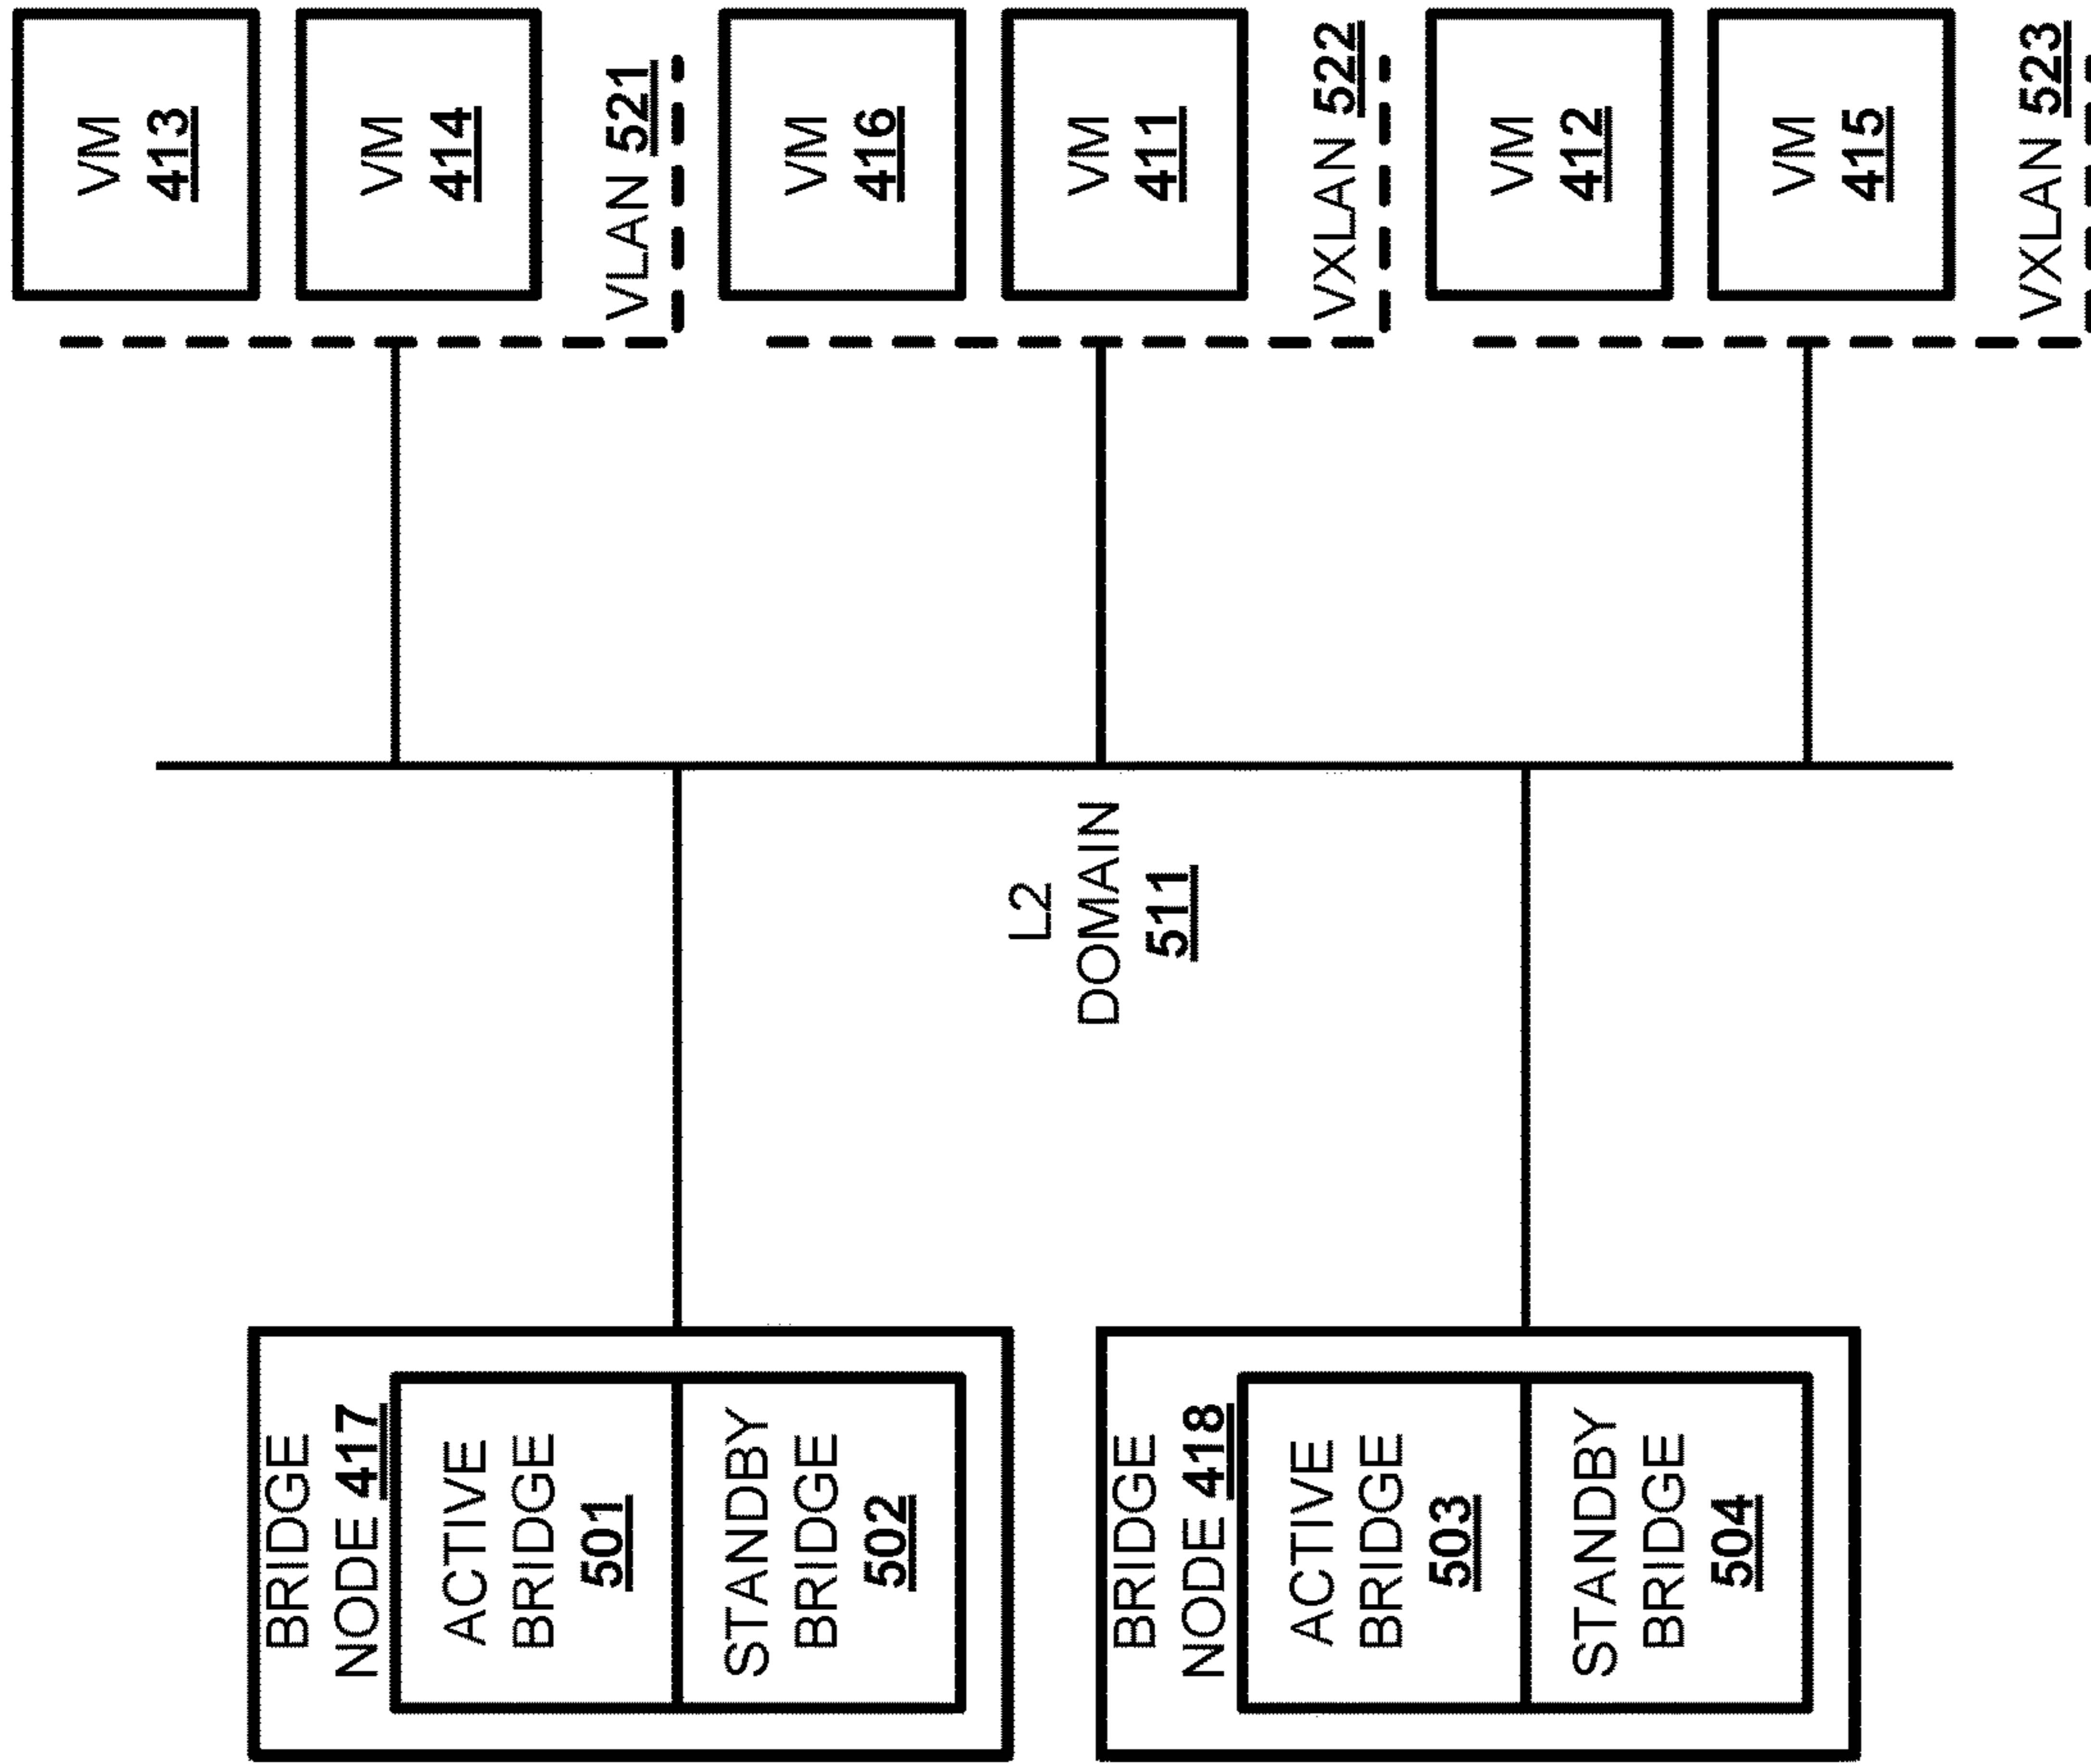 BRIDGE
NODE 417
ACTIVE
BRIDGE
501
STANDBY
BRIDGE
502
BRIDGE
NODE 418
ACTIVE
BRIDGE
503
STANDBY
BRIDGE
504
L2
DOMAIN
511
VM
413
VM
414
VLAN 521
VM
416
VM
411
VXLAN 522
VM
412
VM
415
VXLAN 523